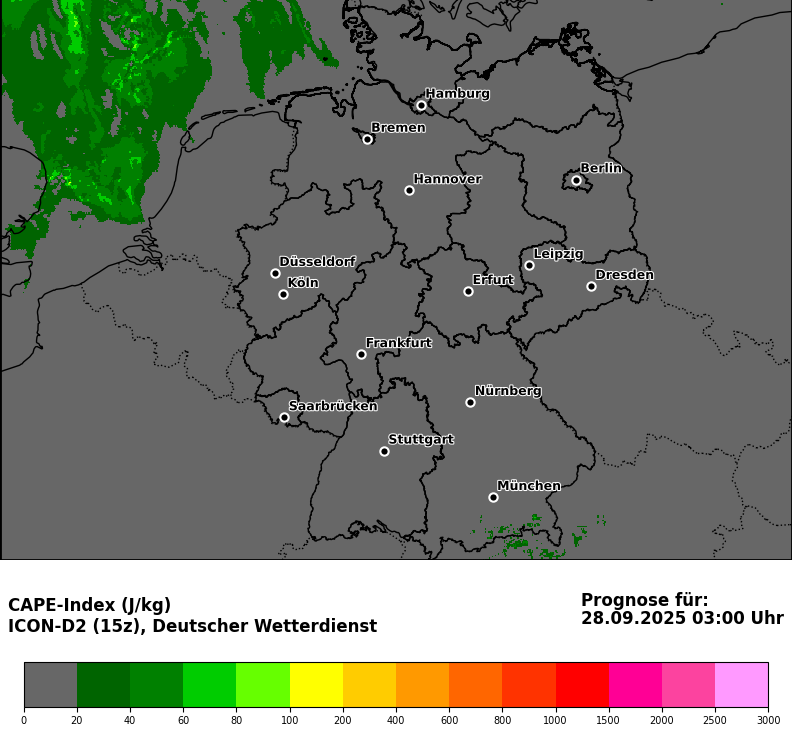 Hamburg
Bremen
Berlin
Hannover
Leipzig
Düsseldorf
Dresden
Köln
Erfurt
Frankfurt
Nürnberg
Saarbrücken
Stuttgart
München
CAPE-Index (J/kg)
ICON-D2 (15z), Deutscher Wetterdienst
Prognose für:
28.09.2025 03:00 Uhr
0 20 40 60 80 100 200 400 600 800 1000 1500 2000 2500 3000